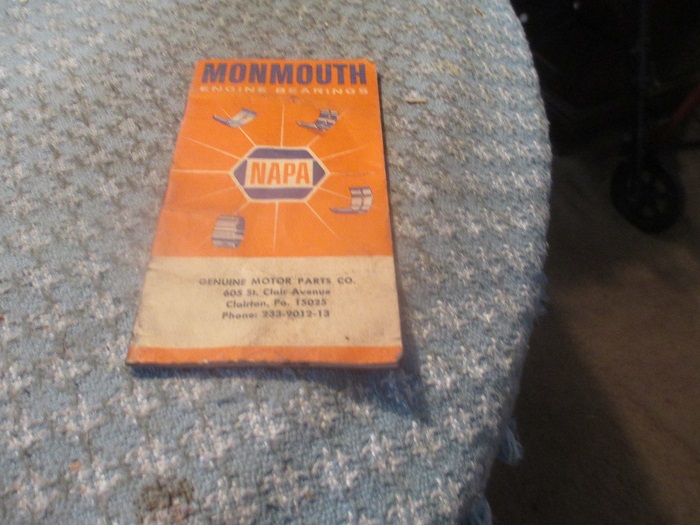 MONMOUTH
ENGINE BEARINGS
NAPA
GENUINE MOTOR PARTS CO.
605 St. Clair Avenue
Clairton, Pa. 15025
Phone: 233-9012-13